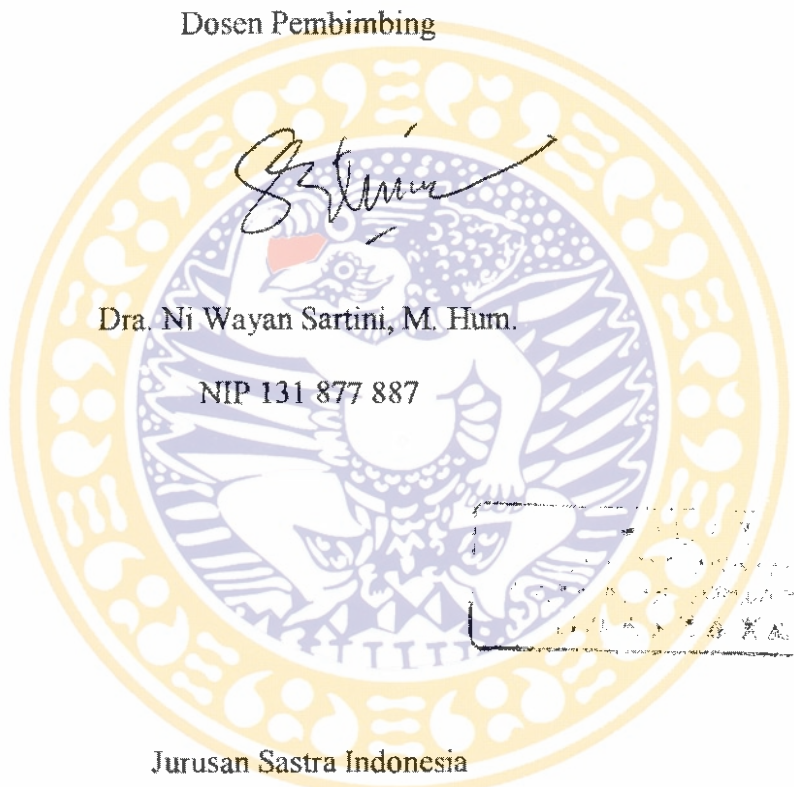 Dosen Pembimbing
Dra. Ni Wayan Sartini, M. Hum.
NIP 131 877 887
Jurusan Sastra Indonesia